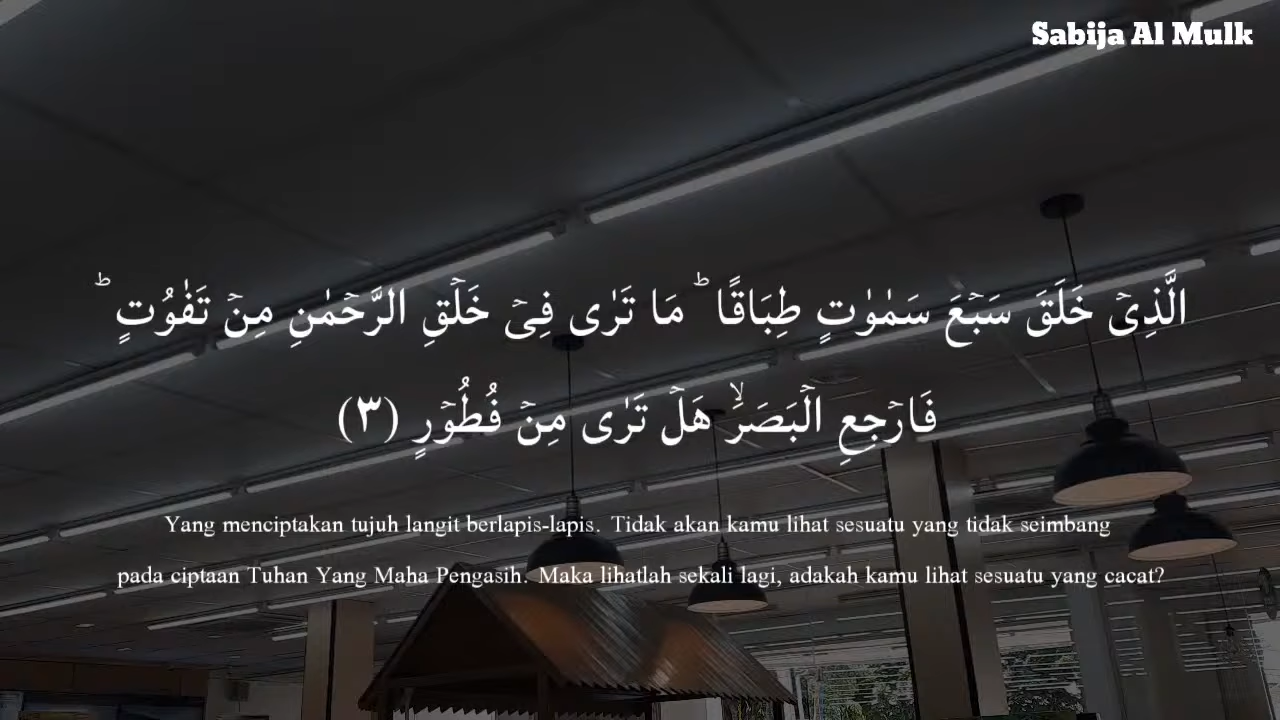 Sabija Al Mulk
الَّذِيْ خَلَقَ سَبْعَ سَمٰوٰتٍ طِبَاقًا ۗ مَا تَرٰى فِيْ خَلْقِ الرَّحْمٰنِ مِنْ تَفٰوُتٍ ۗ
فَارْجِعِ الْبَصَرَۙ هَلْ تَرٰى مِنْ فُطُوْرٍ (٣)
Yang menciptakan tujuh langit berlapis-lapis. Tidak akan kamu lihat sesuatu yang tidak seimbang
pada ciptaan Tuhan Yang Maha Pengasih. Maka lihatlah sekali lagi, adakah kamu lihat sesuatu yang cacat?